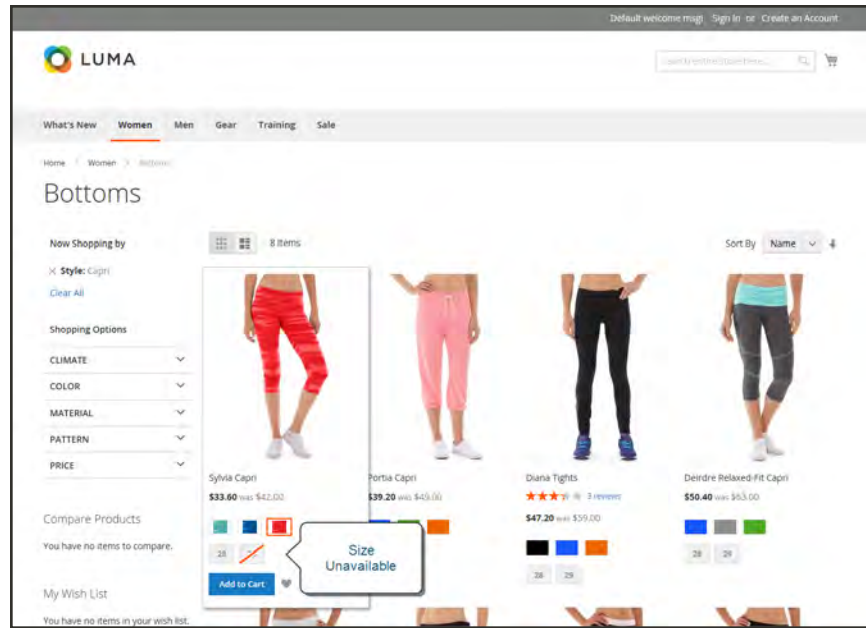 Default welcome msg! Sign In or Create an Account
LUMA
What's New Women Men Gear Training Sale
Home Women Bottoms
Bottoms
Now Shopping by
8 Items
Sort By Name
Style: Capri
Clear All
Shopping Options
CLIMATE
COLOR
MATERIAL
PATTERN
PRICE
Sylvia Capri
Portia Capri
Diana Tights
Deirdre Relaxed-Fit Capri
$33.60 was $42.00
$39.20 was $49.00
3 reviews
$50.40 was $63.00
$47.20 was $59.00
Compare Products
You have no items to compare.
28
Size
Unavailable
28 29
28 29
Add to Cart
My Wish List
You have no items in your wish list.